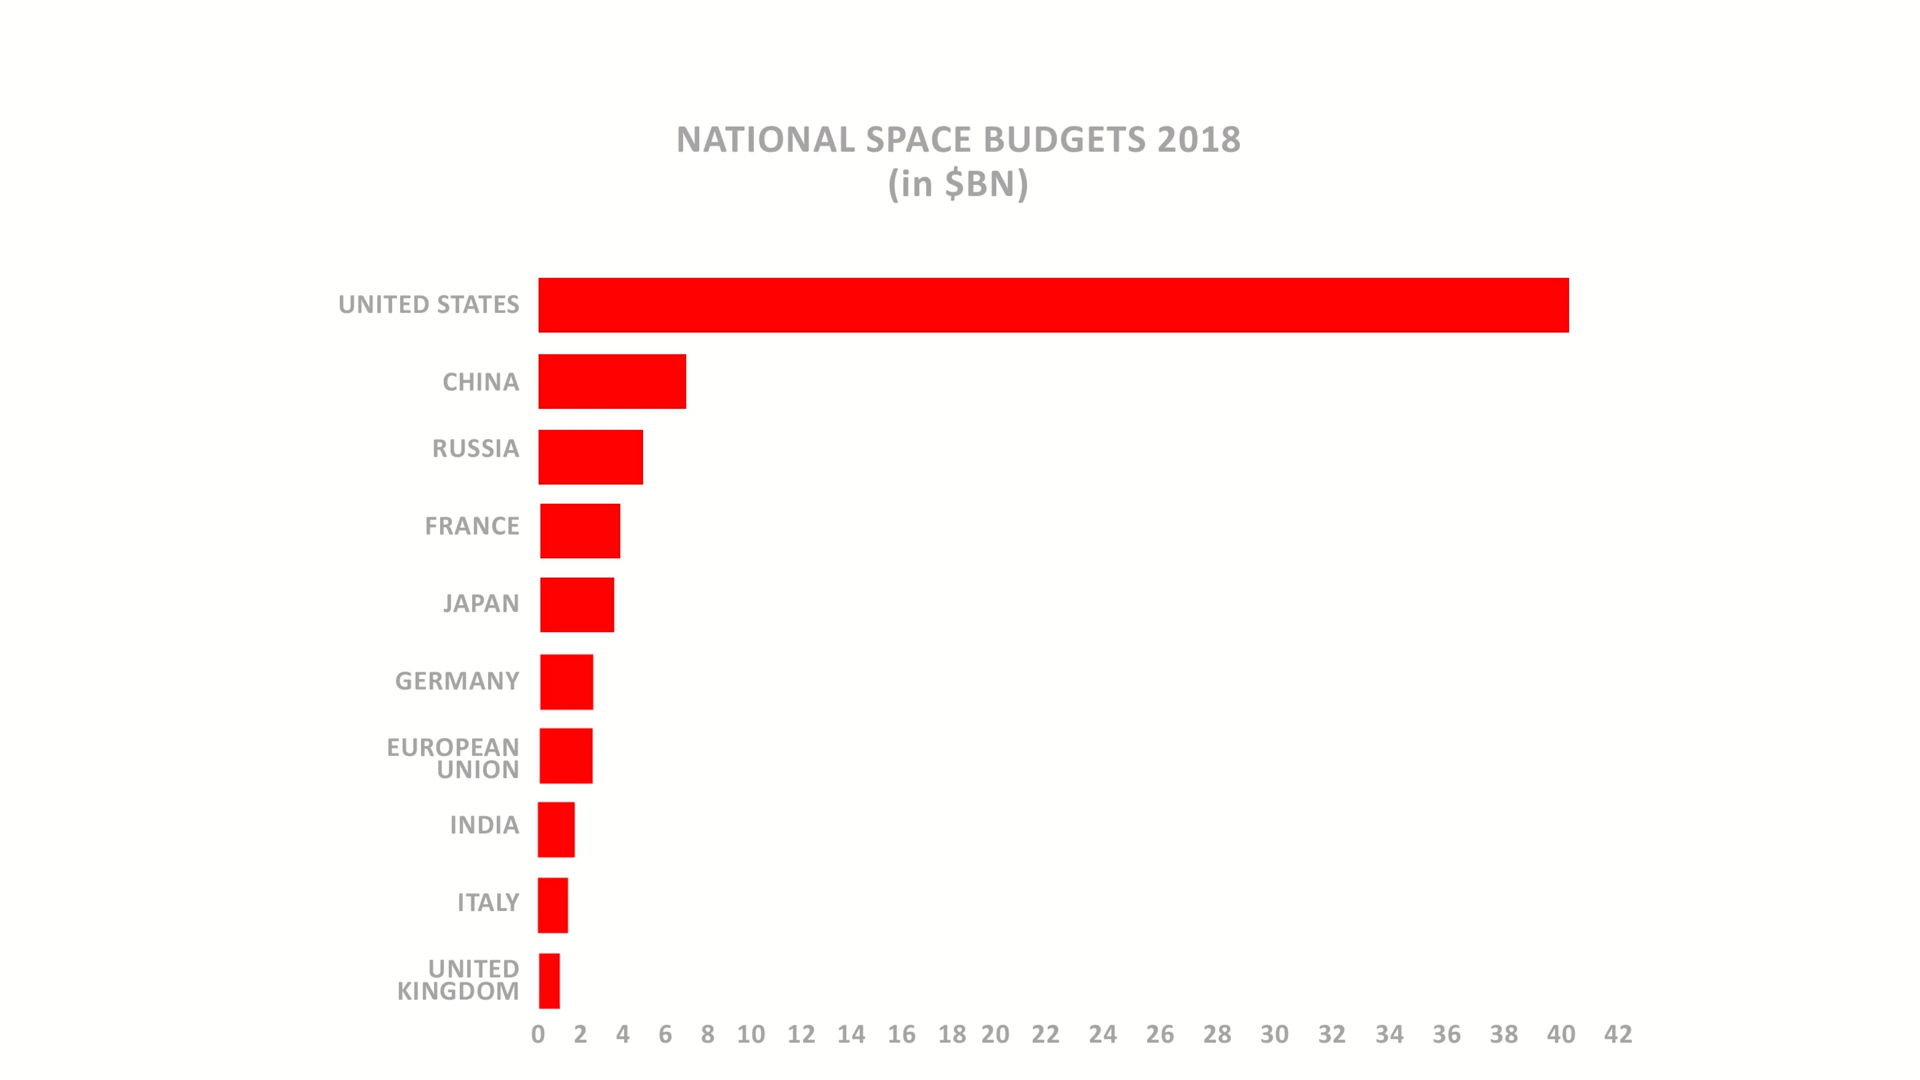 NATIONAL SPACE BUDGETS 2018
(in $BN)
UNITED STATES
CHINA
RUSSIA
FRANCE
JAPAN
GERMANY
EUROPEAN
UNION
INDIA
ITALY
UNITED
KINGDOM
0 2 4 6 8 10 12 14 16 18 20 22 24 26 28 30 32 34 36 38 40 42